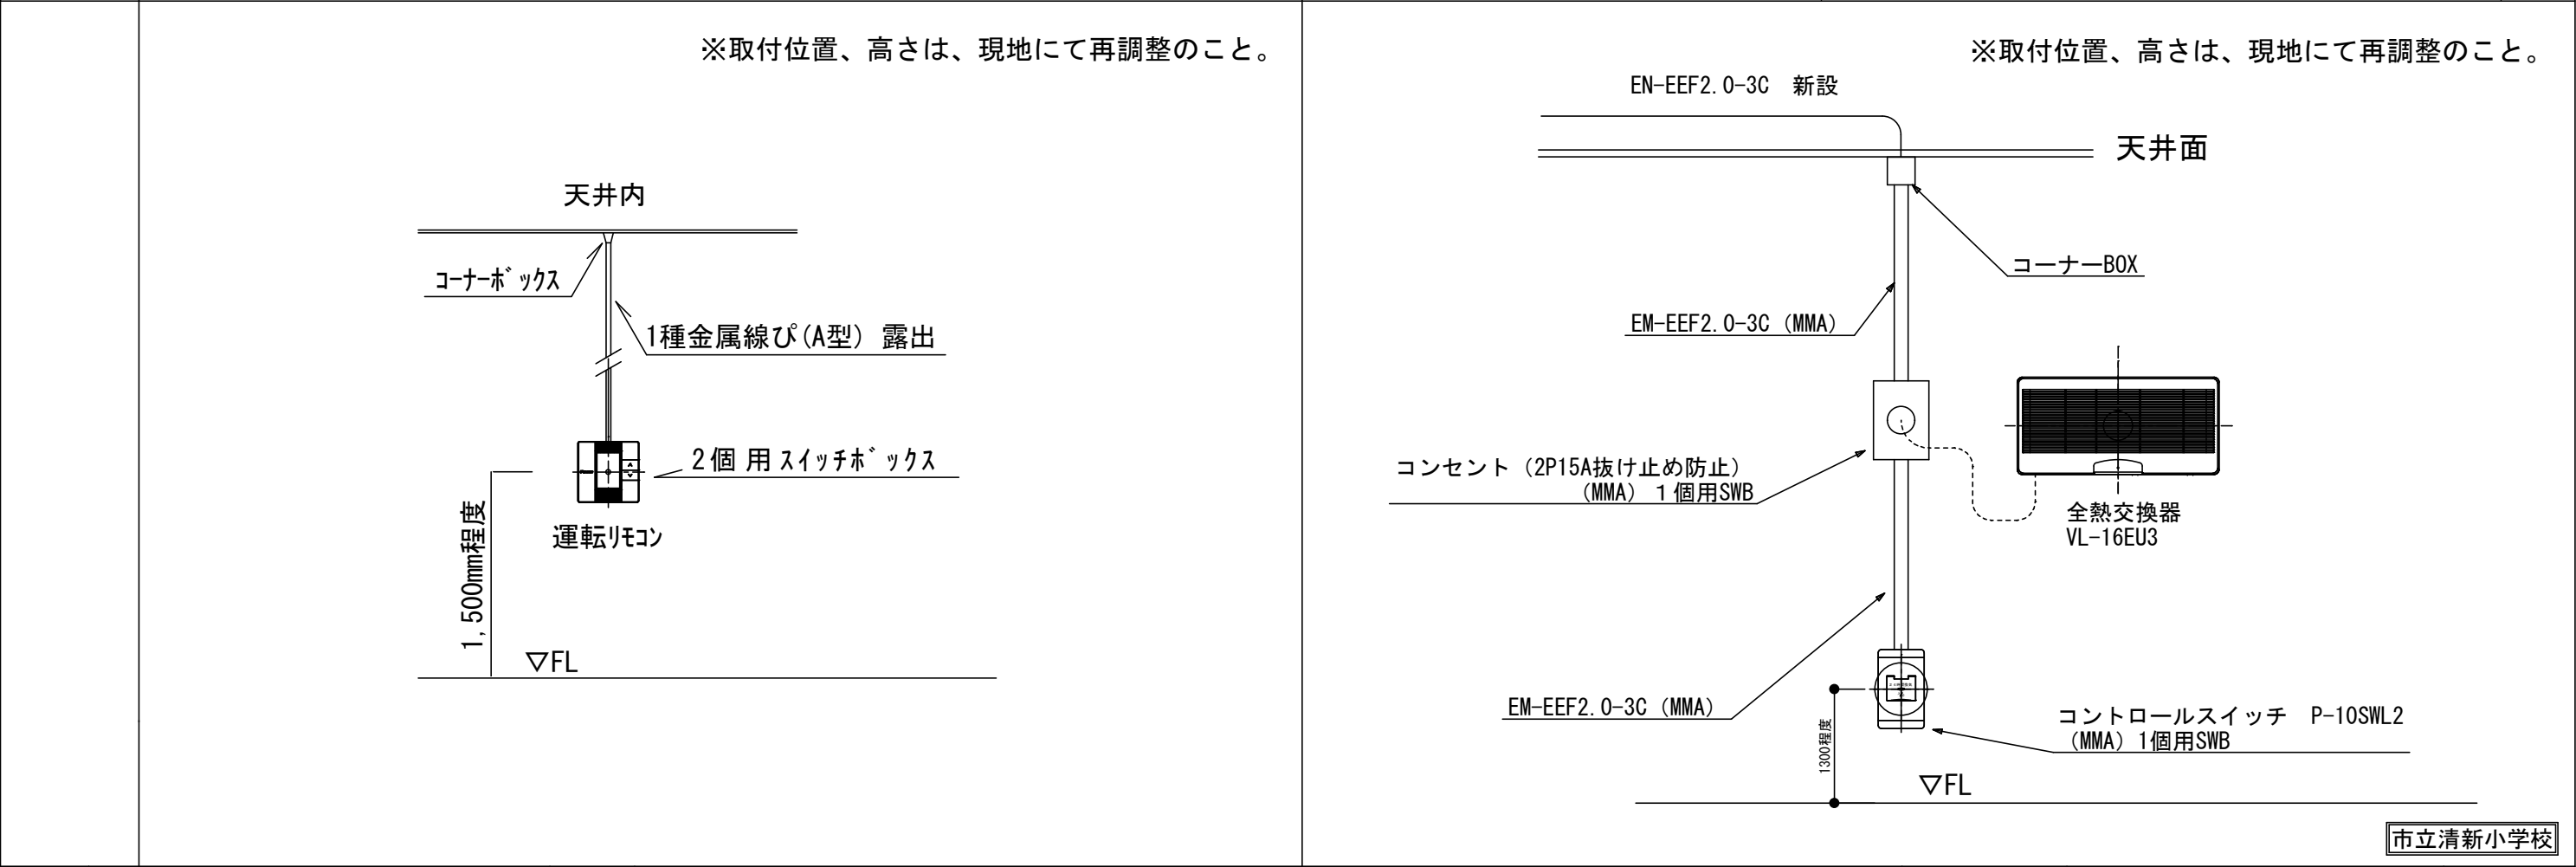 ※取付位置、高さは、現地にて再調整のこと。
天井内
コーナーボックス
1種金属線ぴ(A型) 露出
2個用スイッチボックス
運転リモコン
1,500mm程度
▽FL
※取付位置、高さは、現地にて再調整のこと。
EN-EEF2.0-3C 新設
天井面
コーナーBOX
EM-EEF2.0-3C (MMA)
コンセント (2P15A抜け止め防止)
(MMA) 1個用SWB
全熱交換器
VL-16EU3
EM-EEF2.0-3C (MMA)
コントロールスイッチ P-10SWL2
(MMA) 1個用SWB
1300程度
▽FL
市立清新小学校